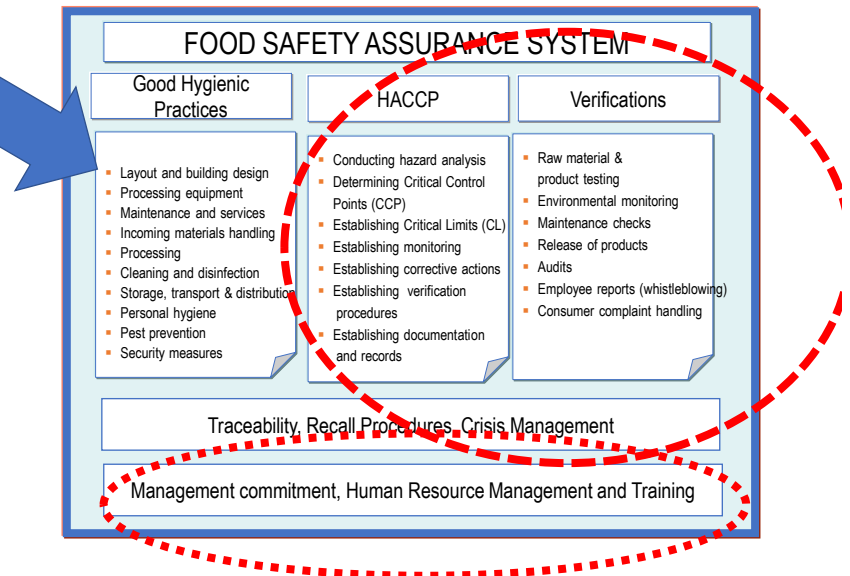 FOOD SAFETY ASSURANCE SYSTEM
Good Hygienic
Practices
Layout and building design
Processing equipment
Maintenance and services
Incoming materials handling
Processing
Cleaning and disinfection
Storage, transport & distribution
Personal hygiene
Pest prevention
Security measures
HACCP
Conducting hazard analysis
Determining Critical Control
Points (CCP)
Establishing Critical Limits (CL)
Establishing monitoring
Establishing corrective actions
Establishing verification
procedures
Establishing documentation
and records
Verifications
Raw material &
product testing
Environmental monitoring
Maintenance checks
Release of products
Audits
Employee reports (whistleblowing)
Consumer complaint handling
Traceability, Recall Procedures, Crisis Management
Management commitment, Human Resource Management and Training